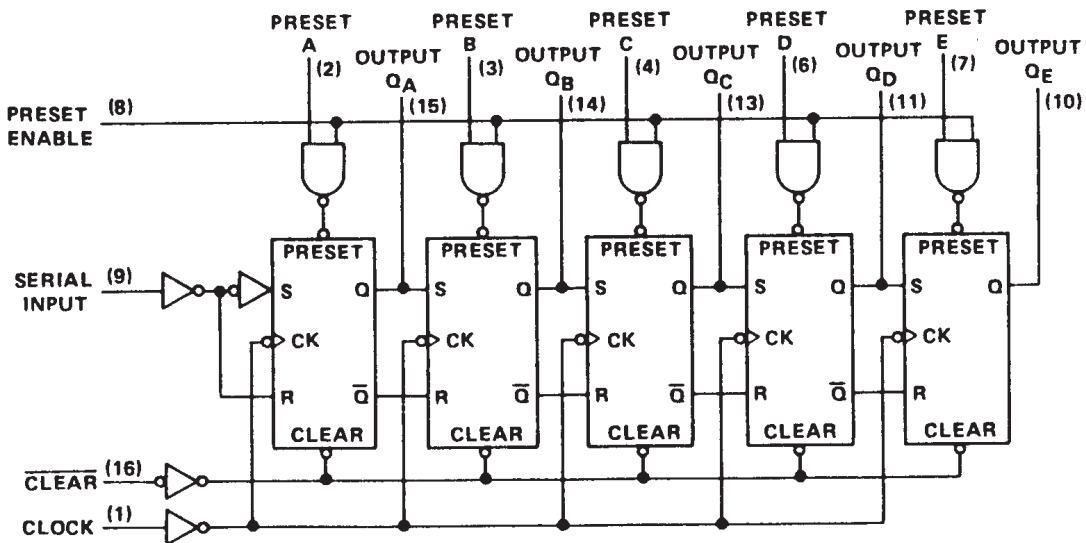 PRESET A (2)
OUTPUT QA (15)
PRESET B (3)
OUTPUT QB (14)
PRESET C (4)
OUTPUT QC (13)
PRESET D (6)
OUTPUT QD (11)
PRESET E (7)
OUTPUT QE (10)
PRESET ENABLE (8)
PRESET
PRESET
PRESET
PRESET
PRESET
SERIAL INPUT (9)
S Q
S Q
S Q
S Q
S Q
CK
CK
CK
CK
CK
R Q̅
R Q̅
R Q̅
R Q̅
R
CLEAR
CLEAR
CLEAR
CLEAR
CLEAR
C̅L̅E̅A̅R̅ (16)
CLOCK (1)